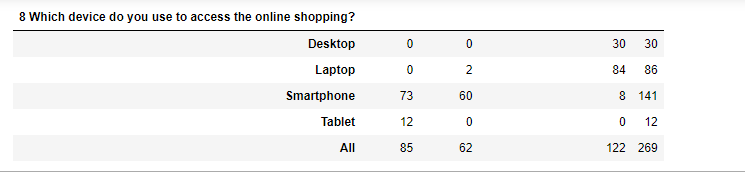 8 Which device do you use to access the online shopping?
Desktop 0 0 30 30
Laptop 0 2 84 86
Smartphone 73 60 8 141
Tablet 12 0 0 12
All 85 62 122 269